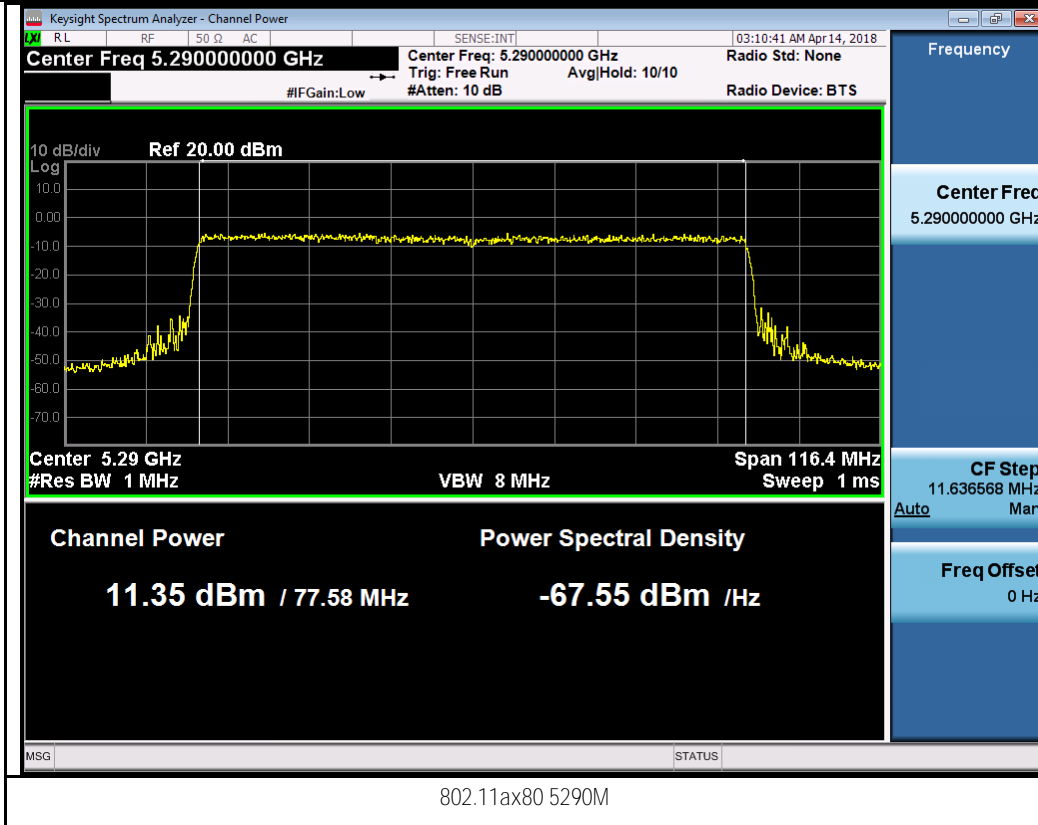 Keysight Spectrum Analyzer - Channel Power
LXI RL RF 50 Ω AC SENSE:INT 03:10:41 AM Apr 14, 2018
Center Freq 5.290000000 GHz
Center Freq: 5.290000000 GHz
Radio Std: None
Trig: Free Run Avg|Hold: 10/10
#IFGain:Low
#Atten: 10 dB
Radio Device: BTS
10 dB/div Ref 20.00 dBm
Log
10.0
0.00
-10.0
-20.0
-30.0
-40.0
-50.0
-60.0
-70.0
Center 5.29 GHz Span 116.4 MHz
#Res BW 1 MHz VBW 8 MHz Sweep 1 ms
Channel Power Power Spectral Density
11.35 dBm / 77.58 MHz -67.55 dBm /Hz
MSG STATUS
Frequency
Center Freq
5.290000000 GHz
CF Step
11.636568 MHz
Auto Man
Freq Offset
0 Hz
802.11ax80 5290M